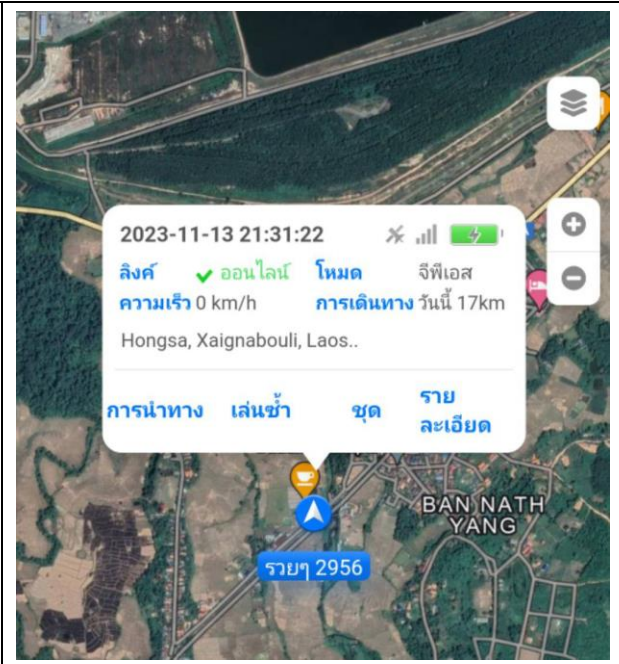 2023-11-13 21:31:22
ลิงค์ ออนไลน์ โหมด จีพีเอส
ความเร็ว 0 km/h การเดินทาง วันนี้ 17km
Hongsa, Xaignabouli, Laos..
การนำทาง เล่นซ้ำ ชุด ราย
ละเอียด
BAN NATH
YANG
รวยๆ 2956